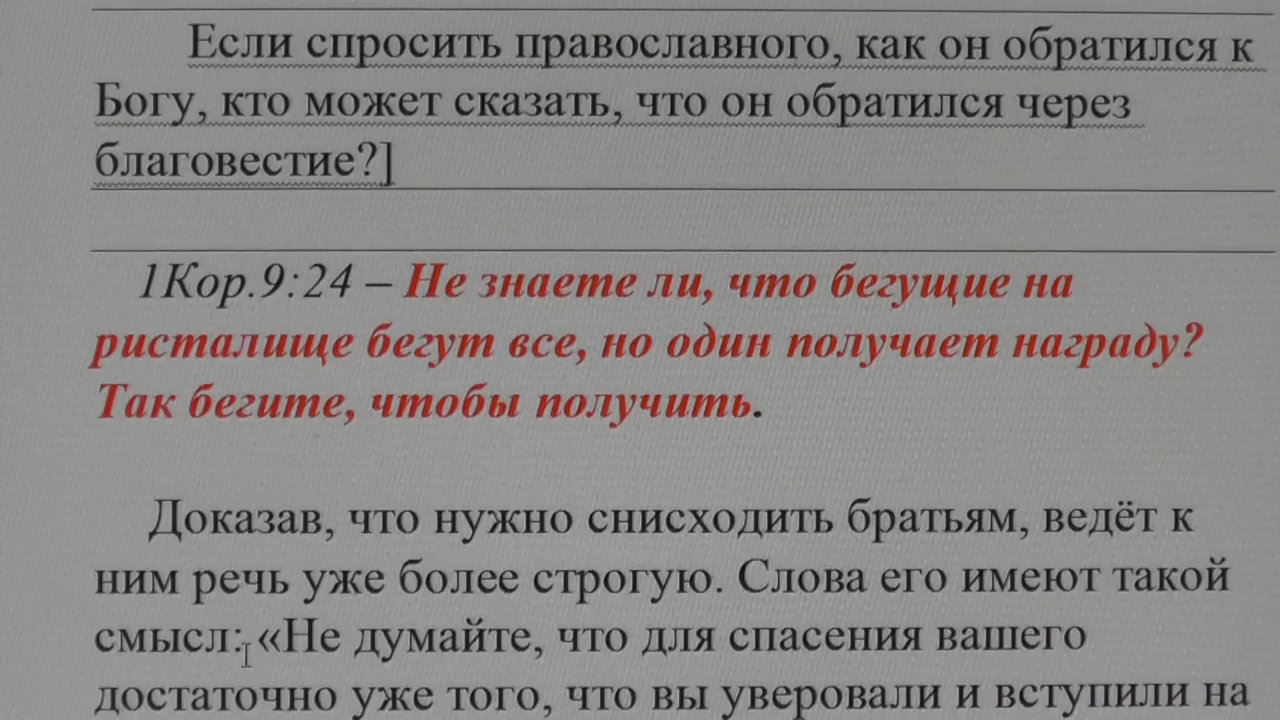 Если спросить православного, как он обратился к
Богу, кто может сказать, что он обратился через
благовестие?]
1Кор.9:24 – Не знаете ли, что бегущие на
ристалище бегут все, но один получает награду?
Так бегите, чтобы получить.
Доказав, что нужно снисходить братьям, ведёт к
ним речь уже более строгую. Слова его имеют такой
смысл: «Не думайте, что для спасения вашего
достаточно уже того, что вы уверовали и вступили на